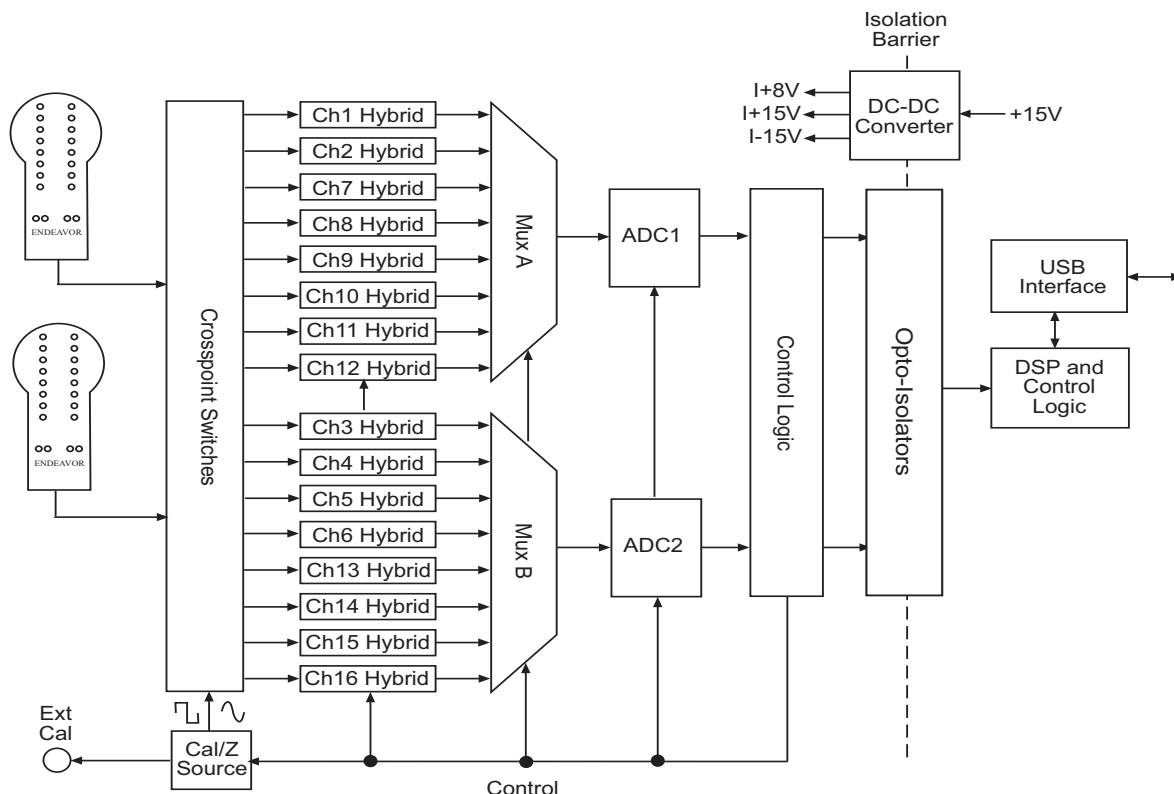 Isolation
Barrier
I+8V
I+15V
I-15V
DC-DC
Converter
+15V
ENDEAVOR
ENDEAVOR
Crosspoint Switches
Ch1 Hybrid
Ch2 Hybrid
Ch7 Hybrid
Ch8 Hybrid
Ch9 Hybrid
Ch10 Hybrid
Ch11 Hybrid
Ch12 Hybrid
Ch3 Hybrid
Ch4 Hybrid
Ch5 Hybrid
Ch6 Hybrid
Ch13 Hybrid
Ch14 Hybrid
Ch15 Hybrid
Ch16 Hybrid
Mux A
Mux B
ADC1
ADC2
Control Logic
Opto-Isolators
USB
Interface
DSP and
Control
Logic
Ext
Cal
Cal/Z
Source
Control